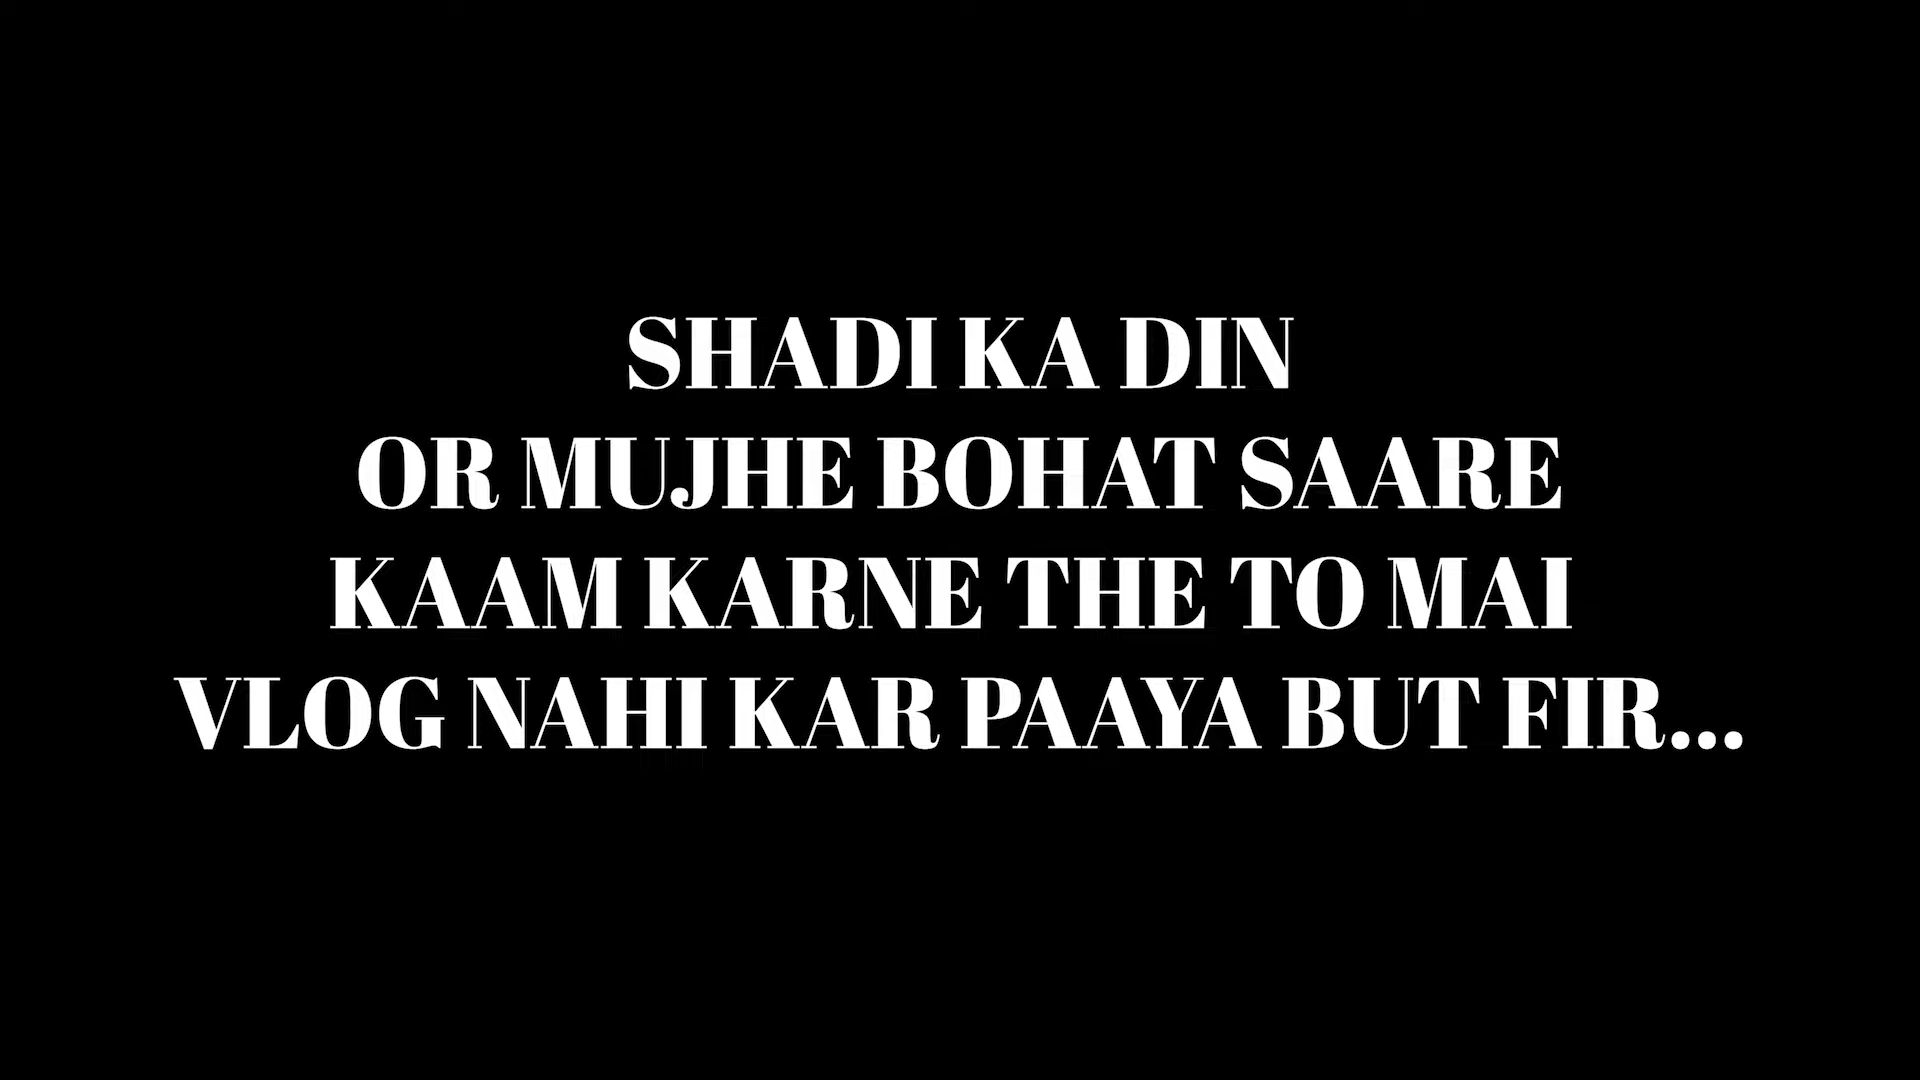 SHADI KA DIN
OR MUJHE BOHAT SAARE
KAAM KARNE THE TO MAI
VLOG NAHI KAR PAAYA BUT FIR...